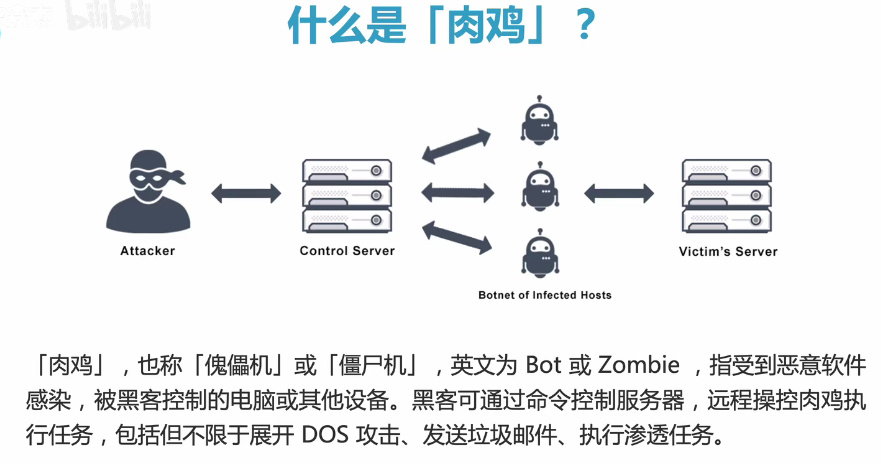 bilibili
什么是「肉鸡」？
Attacker
Control Server
Botnet of Infected Hosts
Victim's Server
「肉鸡」，也称「傀儡机」或「僵尸机」，英文为 Bot 或 Zombie ，指受到恶意软件
感染，被黑客控制的电脑或其他设备。黑客可通过命令控制服务器，远程操控肉鸡执
行任务，包括但不限于展开 DOS 攻击、发送垃圾邮件、执行渗透任务。